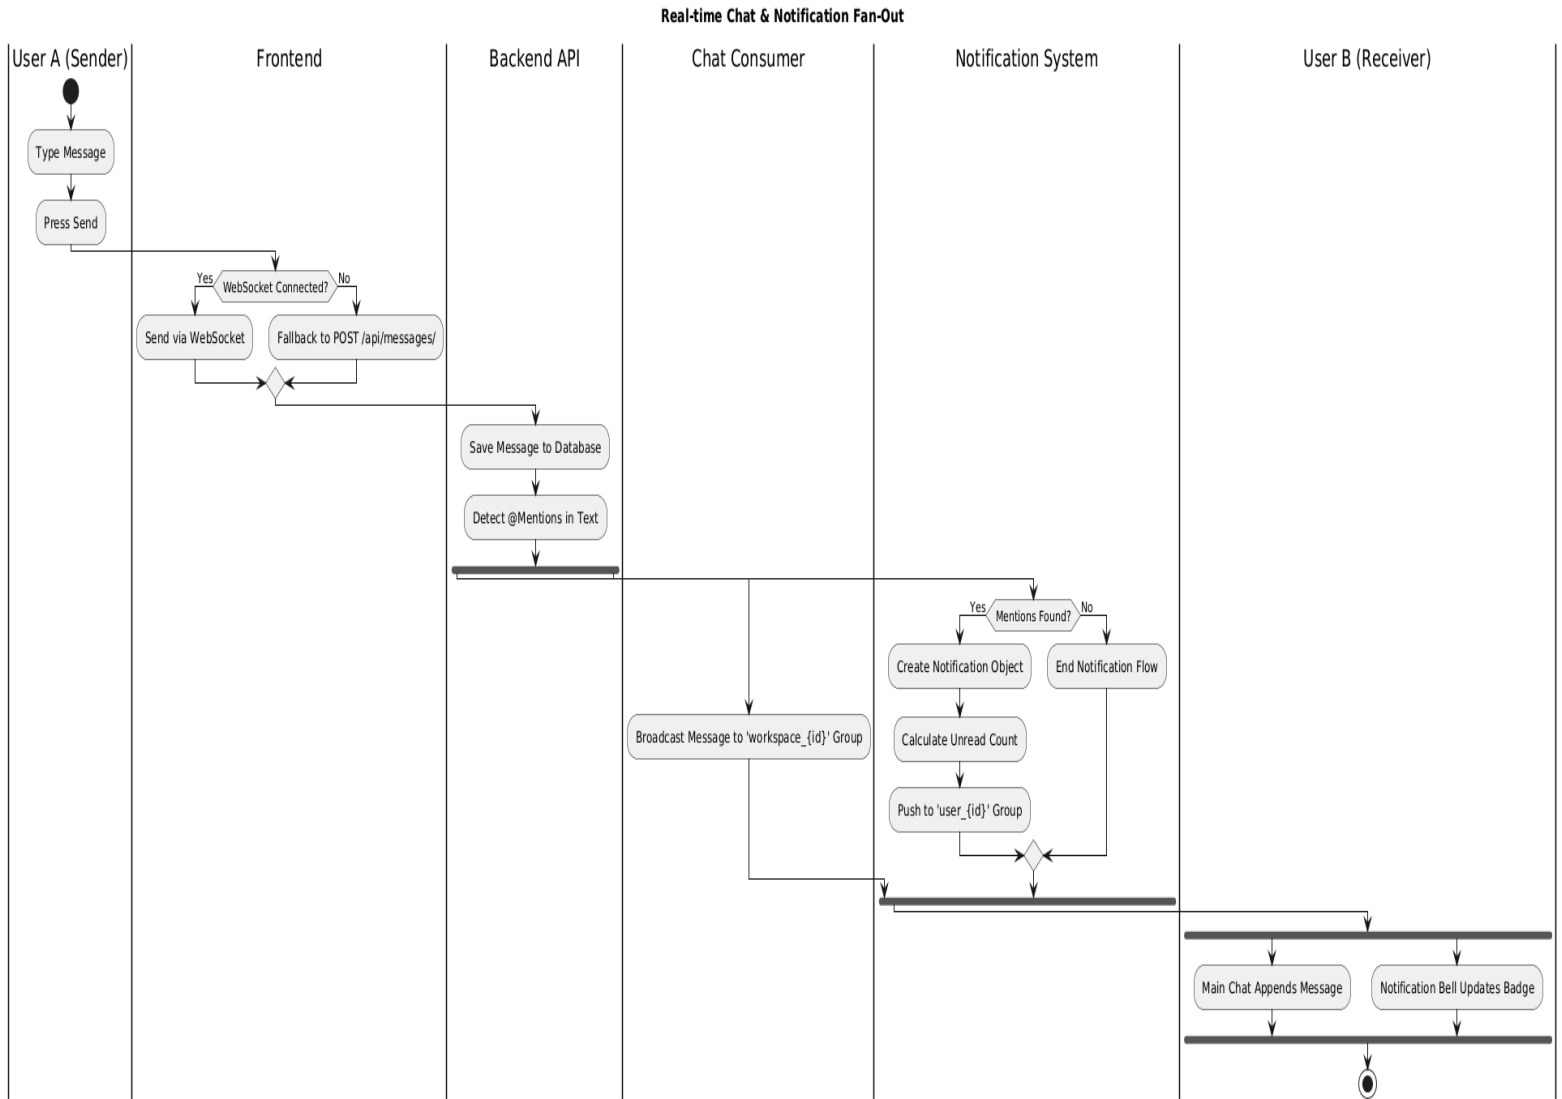 Real-time Chat & Notification Fan-Out
User A (Sender)
Frontend
Backend API
Chat Consumer
Notification System
User B (Receiver)
Type Message
Press Send
Yes
WebSocket Connected?
No
Send via WebSocket
Fallback to POST /api/messages/
Save Message to Database
Detect @Mentions in Text
Yes
Mentions Found?
No
Create Notification Object
End Notification Flow
Broadcast Message to 'workspace_{id}' Group
Calculate Unread Count
Push to 'user_{id}' Group
Main Chat Appends Message
Notification Bell Updates Badge